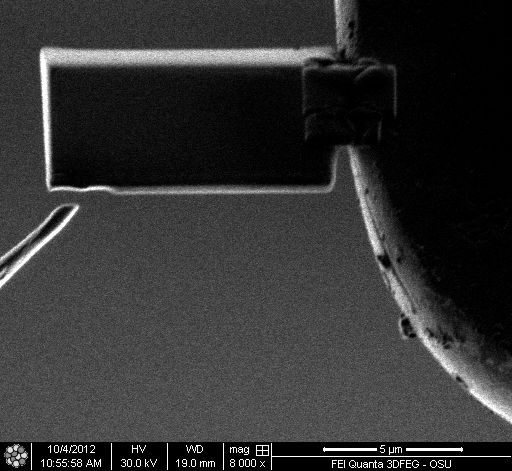 10/4/2012 HV WD mag 5 µm
10:55:58 AM 30.0 kV 19.0 mm 8 000 x FEI Quanta 3DFEG - OSU